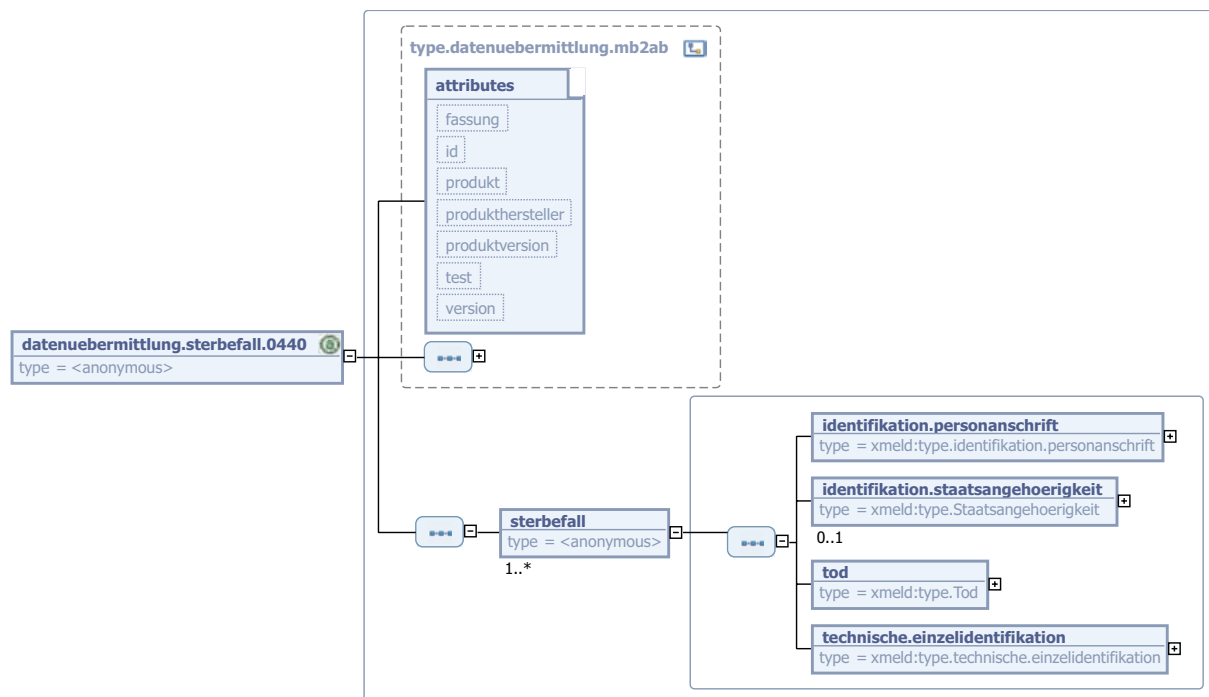 type.datenuebermittlung.mb2ab
attributes
fassung
id
produkt
produkthersteller
produktversion
test
version
datenuebermittlung.sterbefall.0440
type = <anonymous>
sterbefall
type = <anonymous>
1..*
identifikation.personanschrift
type = xmeld:type.identifikation.personanschrift
identifikation.staatsangehoerigkeit
type = xmeld:type.Staatsangehoerigkeit
0..1
tod
type = xmeld:type.Tod
technische.einzelidentifikation
type = xmeld:type.technische.einzelidentifikation